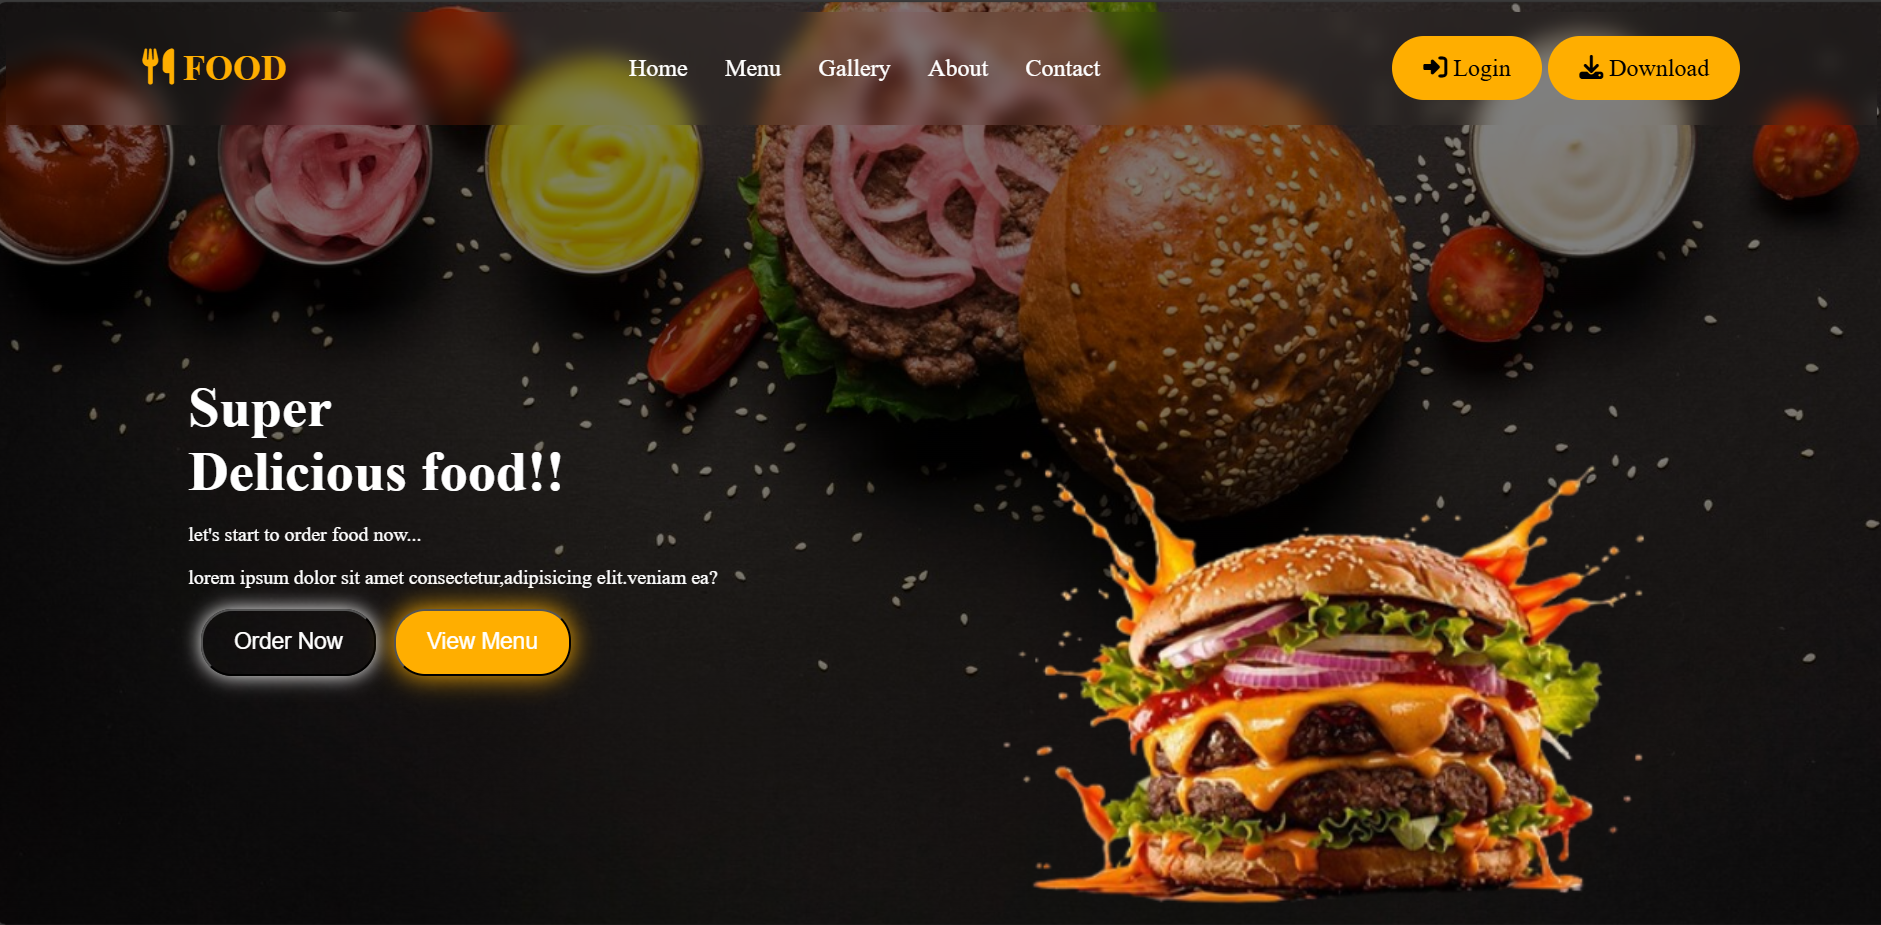 FOOD
Home Menu Gallery About Contact
Login Download
Super
Delicious food!!
let's start to order food now...
lorem ipsum dolor sit amet consectetur,adipisicing elit.veniam ea?
Order Now View Menu